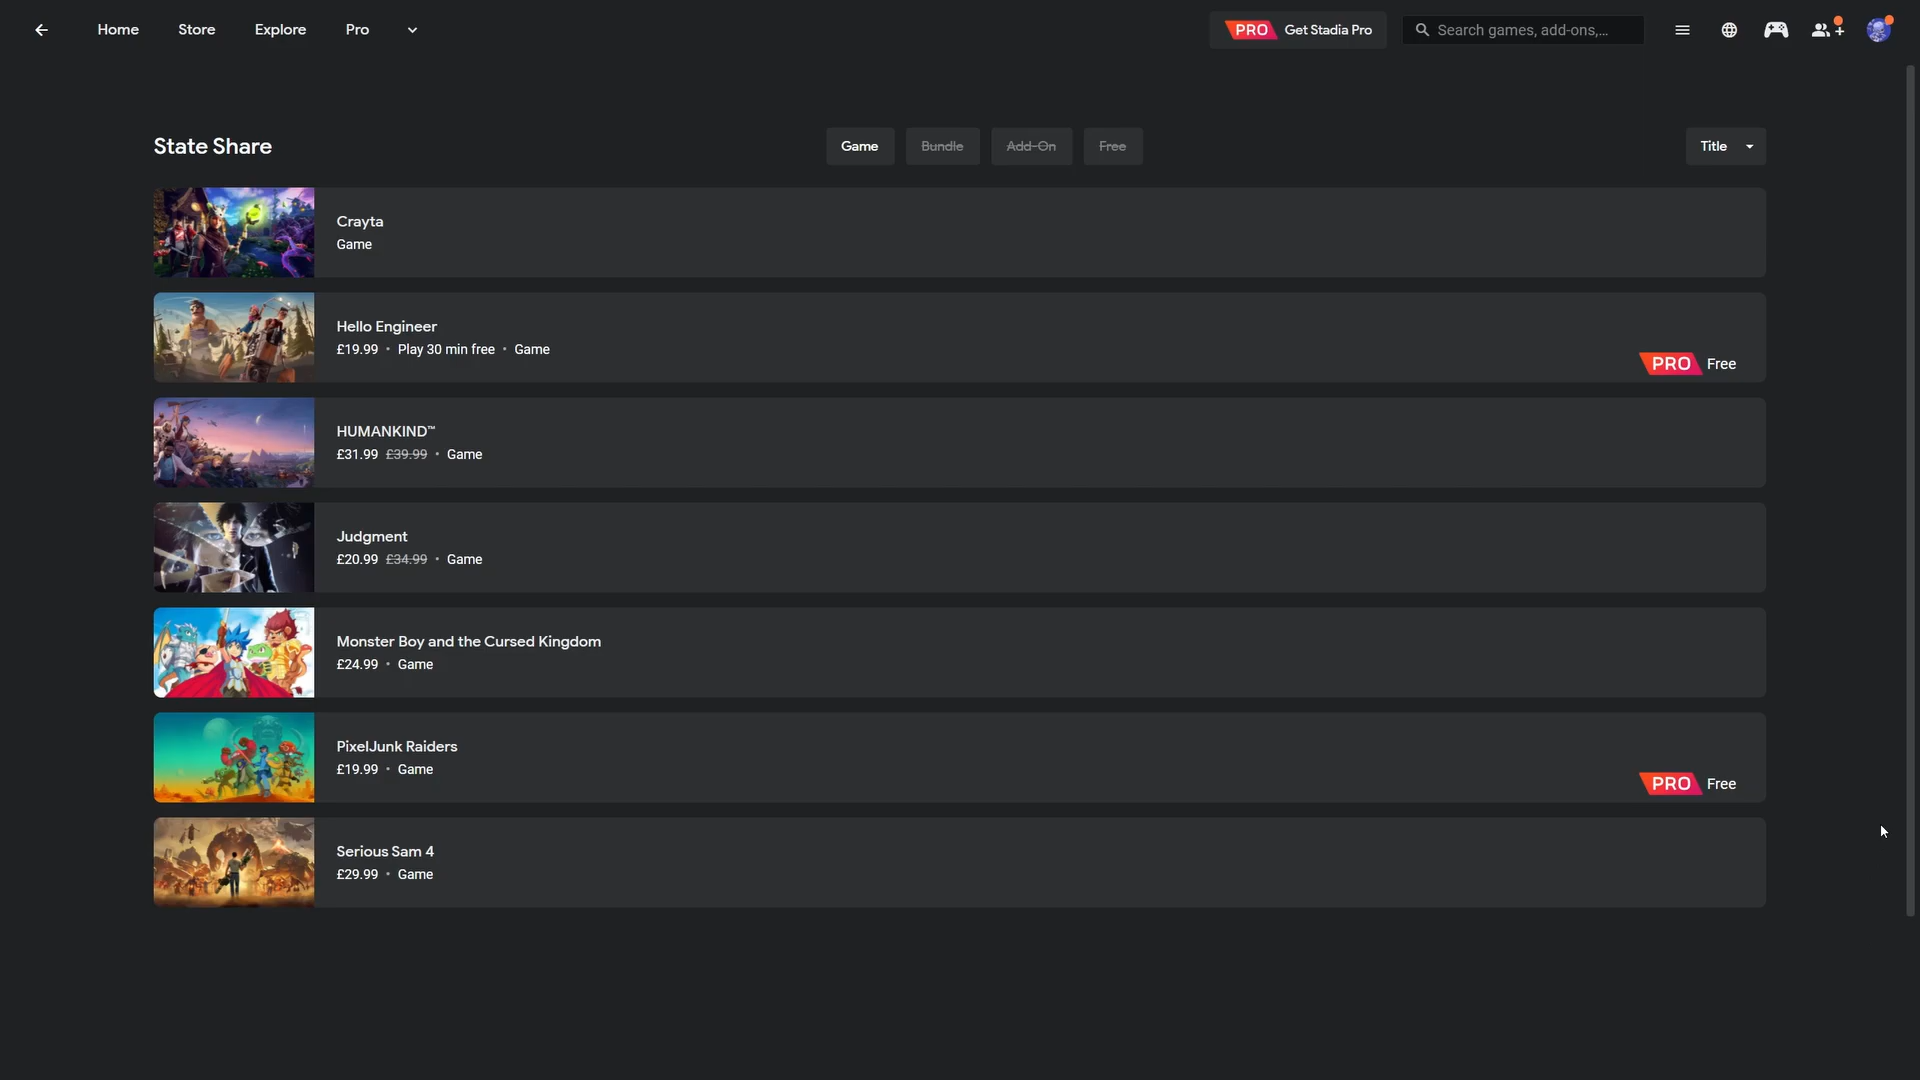 Home Store Explore Pro
PRO Get Stadia Pro
Search games, add-ons,...
State Share
Game Bundle Add-On Free
Title
Crayta
Game
Hello Engineer
£19.99 • Play 30 min free • Game
PRO Free
HUMANKIND™
£31.99 £39.99 • Game
Judgment
£20.99 £34.99 • Game
Monster Boy and the Cursed Kingdom
£24.99 • Game
PixelJunk Raiders
£19.99 • Game
PRO Free
Serious Sam 4
£29.99 • Game